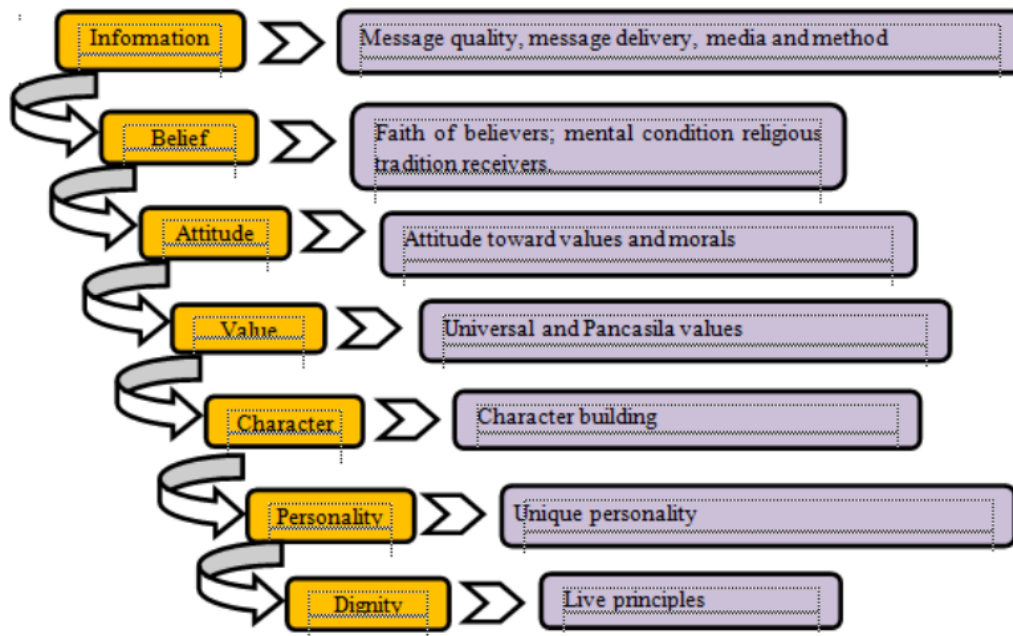 Information
Message quality, message delivery, media and method
Belief
Faith of believers; mental condition religious
tradition receivers.
Attitude
Attitude toward values and morals
Value
Universal and Pancasila values
Character
Character building
Personality
Unique personality
Dignity
Live principles